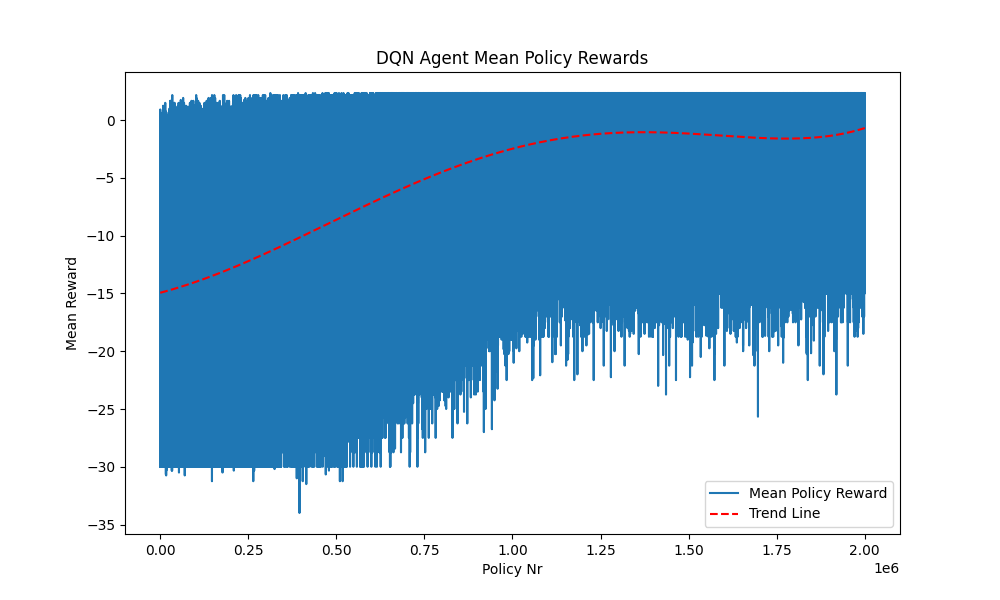 DQN Agent Mean Policy Rewards
Mean Reward
0
−5
−10
−15
−20
−25
−30
−35
Mean Policy Reward
Trend Line
0.00 0.25 0.50 0.75 1.00 1.25 1.50 1.75 2.00
1e6
Policy Nr